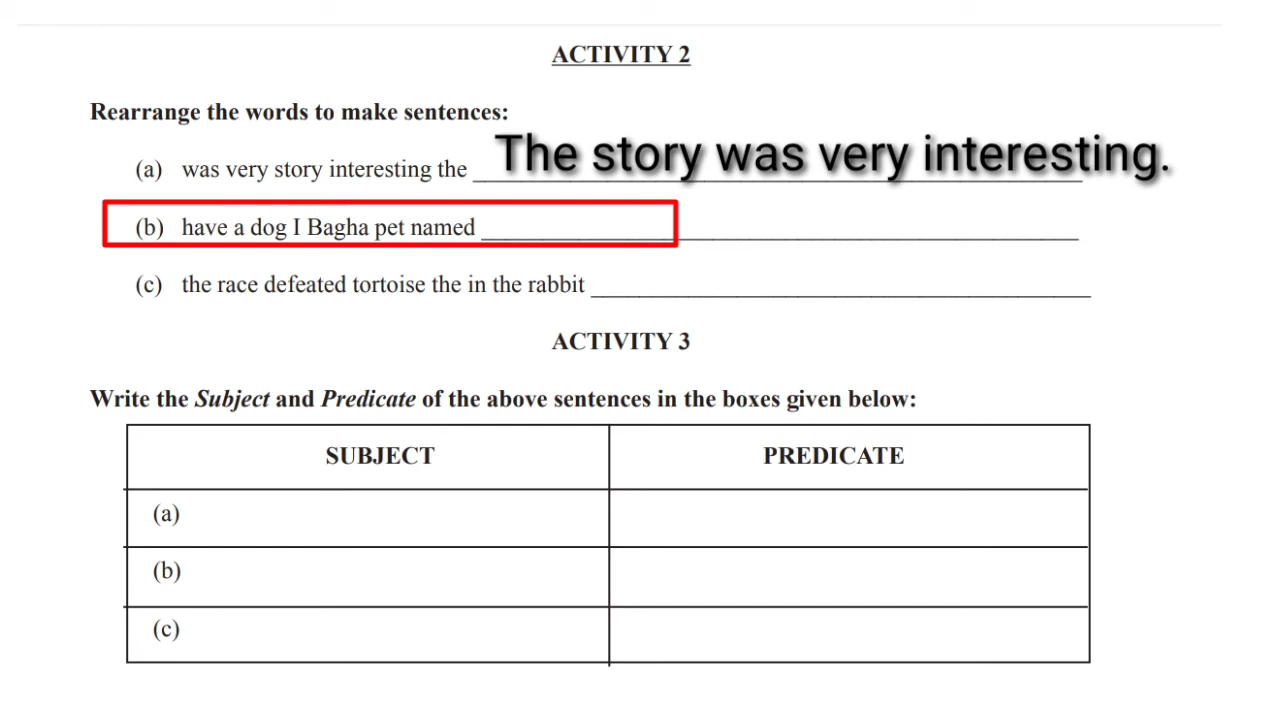 ACTIVITY 2
Rearrange the words to make sentences:
(a) was very story interesting the The story was very interesting.
(b) have a dog I Bagha pet named
(c) the race defeated tortoise the in the rabbit
ACTIVITY 3
Write the Subject and Predicate of the above sentences in the boxes given below:
SUBJECT PREDICATE
(a)
(b)
(c)